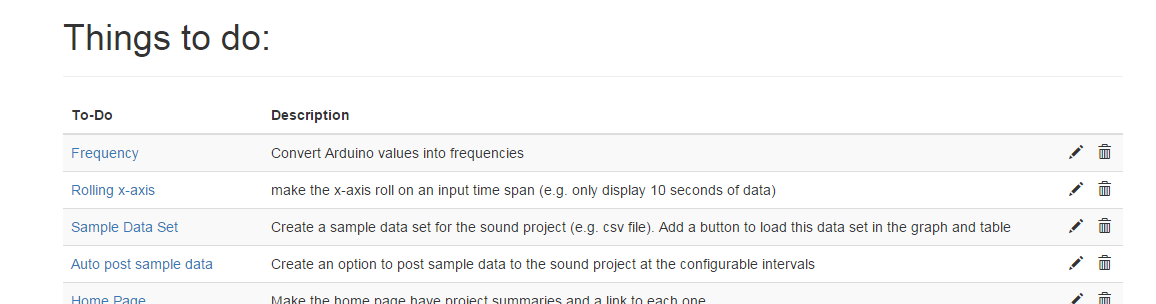 Things to do:
To-Do Description
Frequency Convert Arduino values into frequencies
Rolling x-axis make the x-axis roll on an input time span (e.g. only display 10 seconds of data)
Sample Data Set Create a sample data set for the sound project (e.g. csv file). Add a button to load this data set in the graph and table
Auto post sample data Create an option to post sample data to the sound project at the configurable intervals
Home Page Make the home page have project summaries and a link to each one